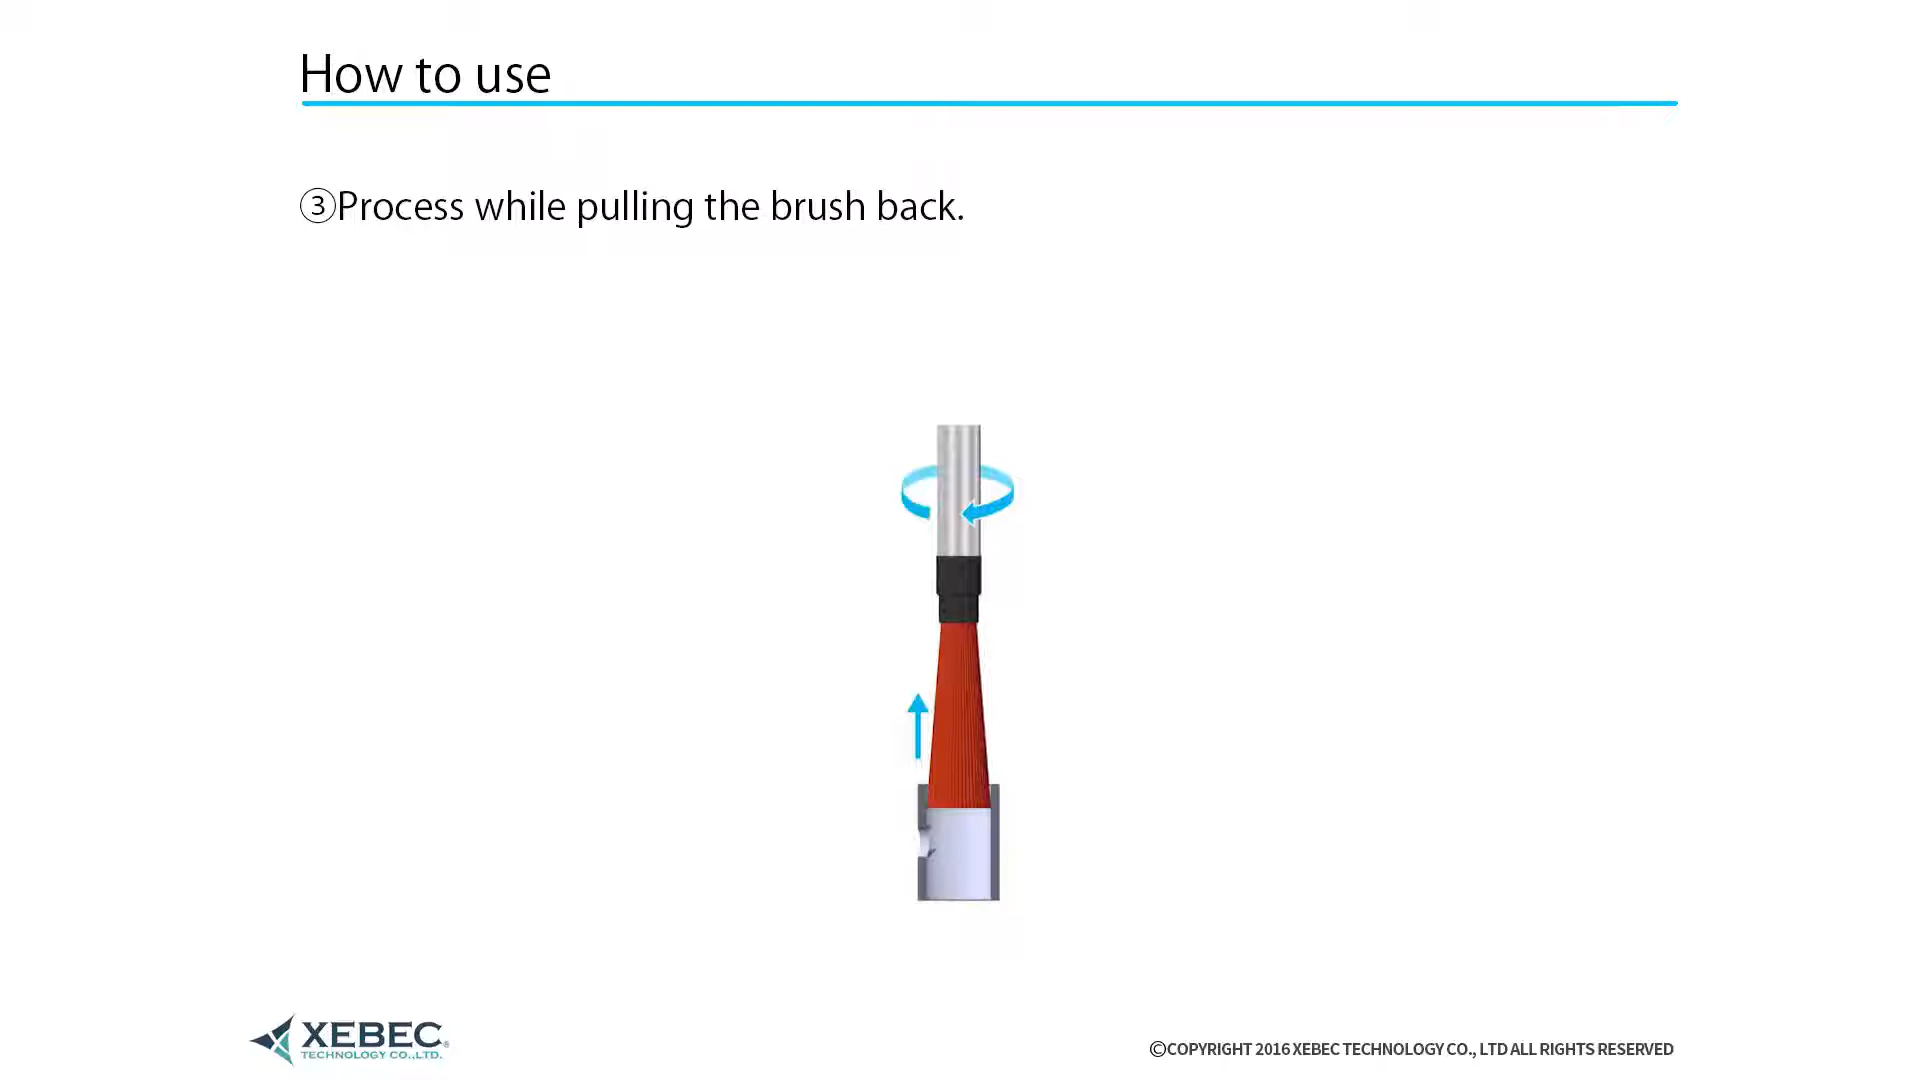 How to use
③Process while pulling the brush back.
XEBEC®
TECHNOLOGY CO.,LTD.
©COPYRIGHT 2016 XEBEC TECHNOLOGY CO., LTD ALL RIGHTS RESERVED